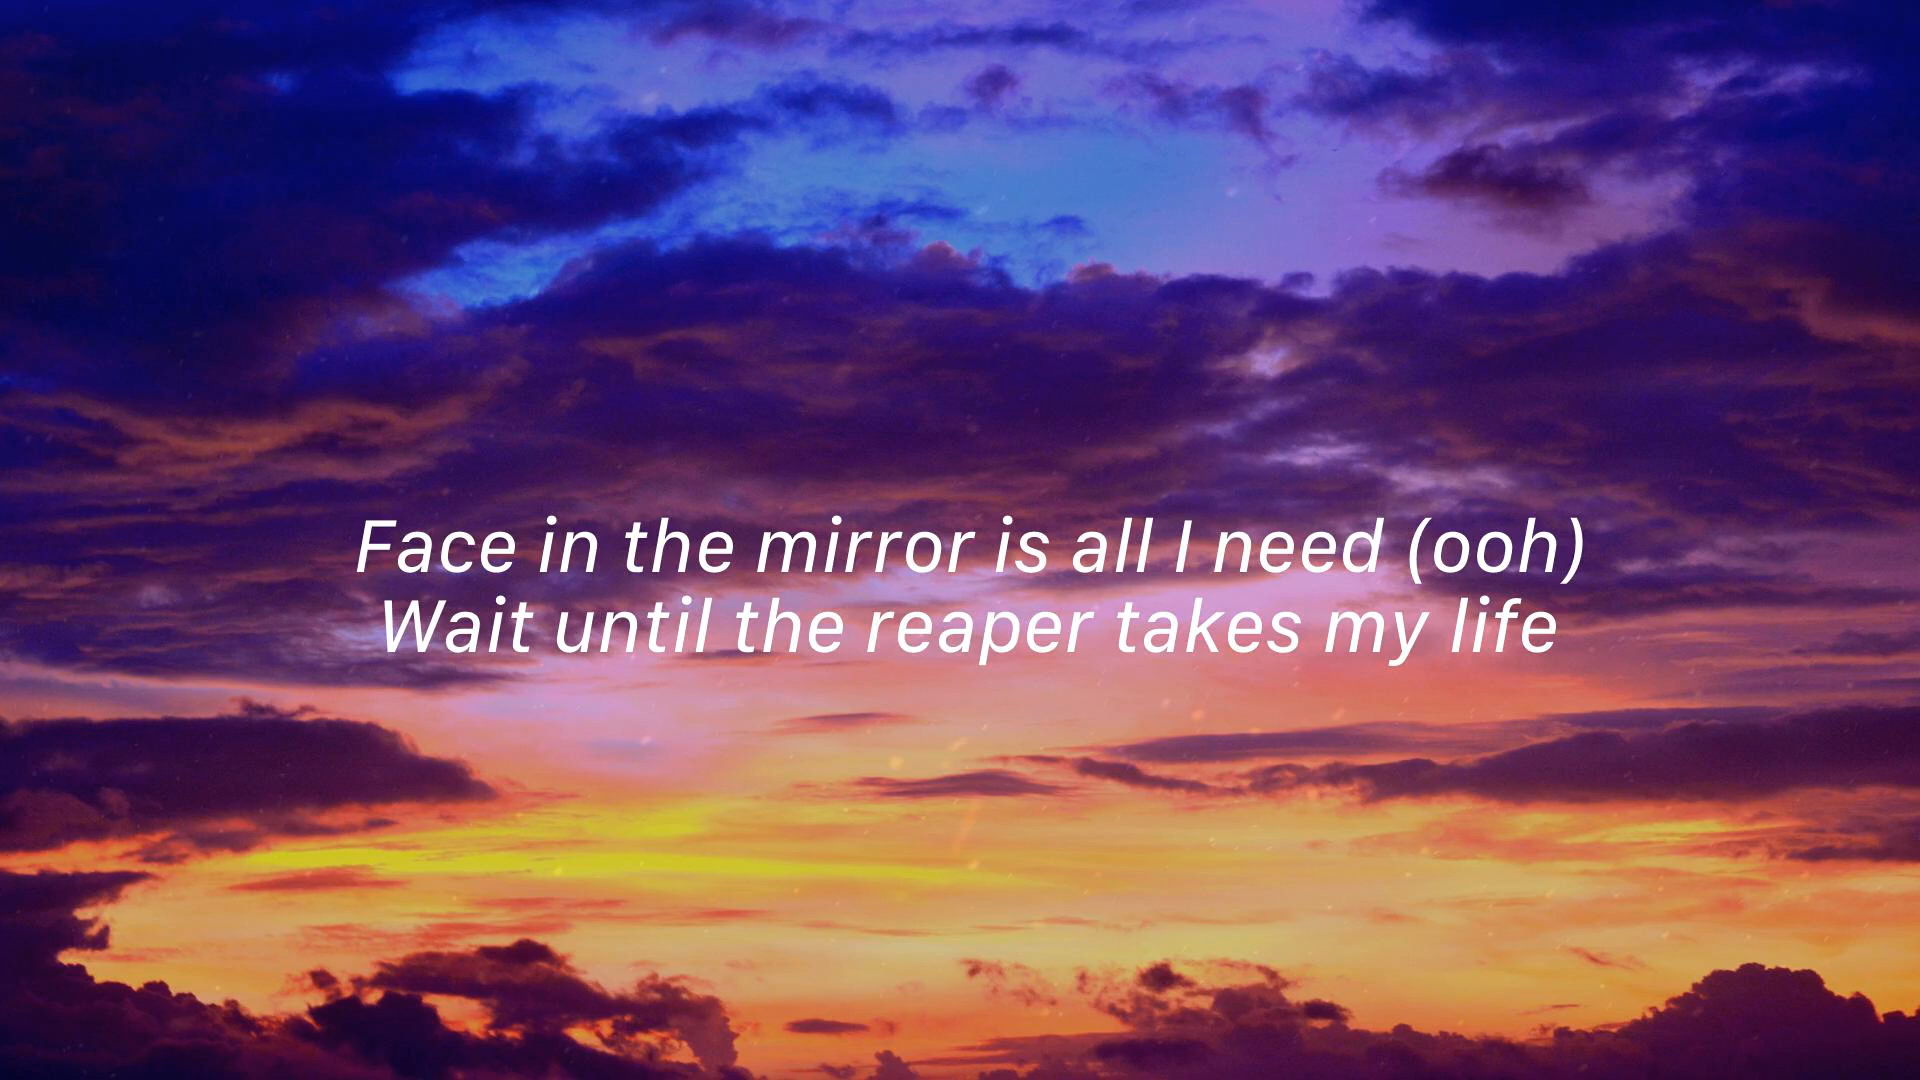 Face in the mirror is all I need (ooh)
Wait until the reaper takes my life